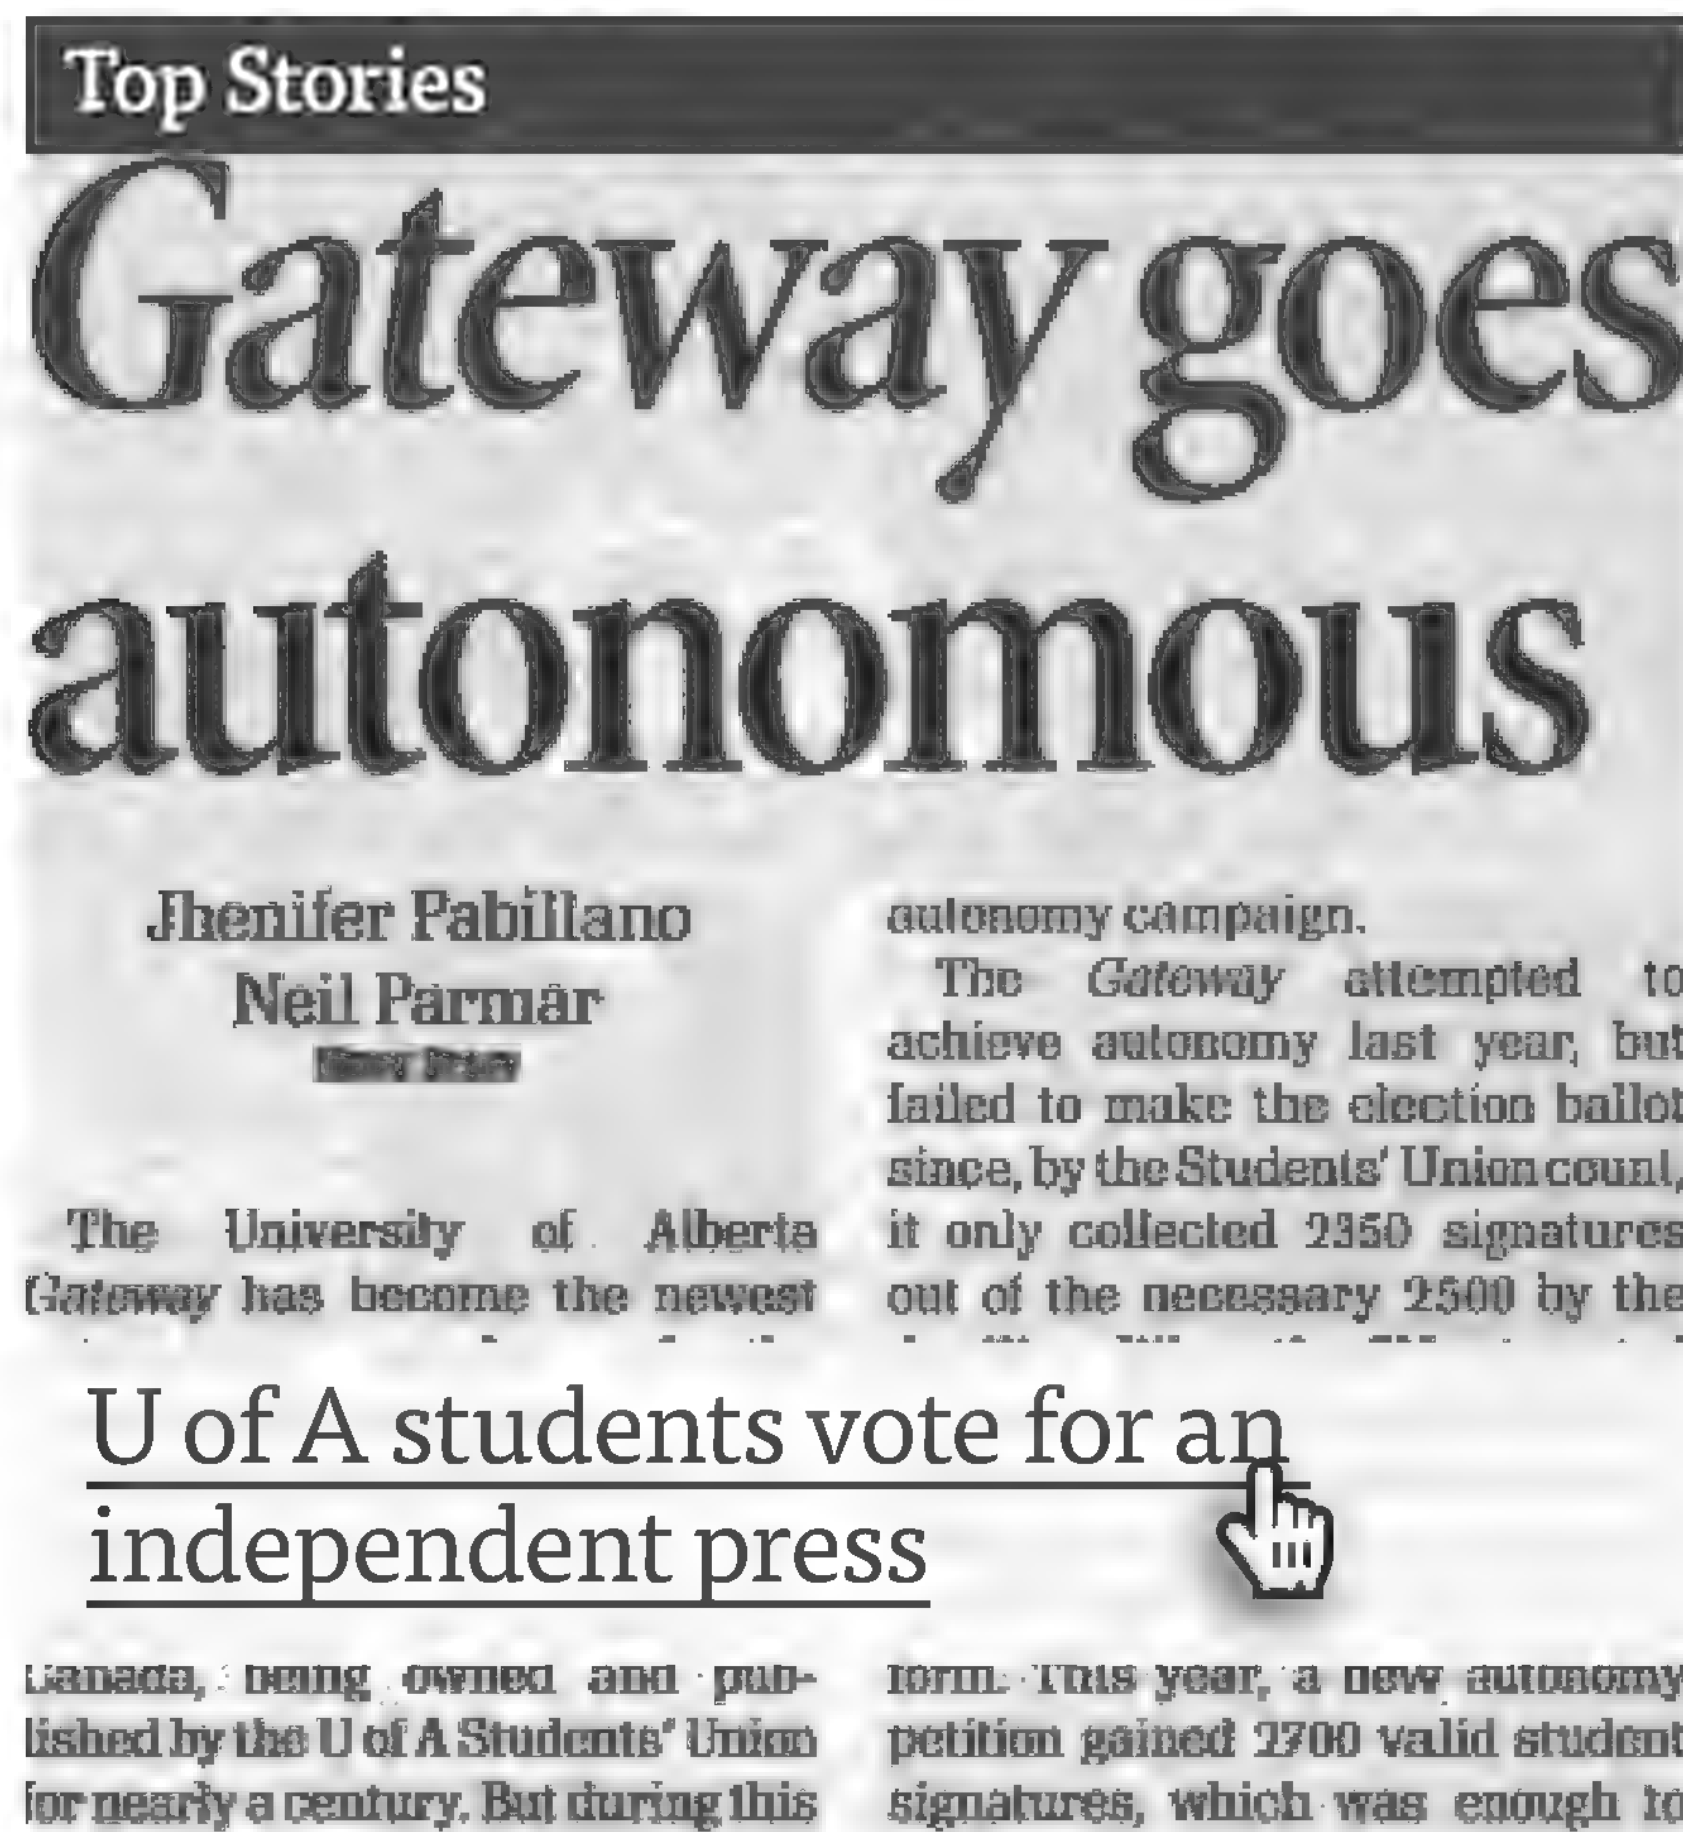 Top Stories
Gateway goes
autonomous
Jhenifer Pabillano
Neil Parmar
The University of Alberta
Gateway has become the newest
autonomy campaign.
The Gateway attempted to
achieve autonomy last year, but
failed to make the election ballot
since, by the Students' Union count,
it only collected 2350 signatures
out of the necessary 2500 by the
U of A students vote for an
independent press
Canada, being owned and pub-
lished by the U of A Students' Union
for nearly a century. But during this
form. This year, a new autonomy
petition gained 2700 valid student
signatures, which was enough to